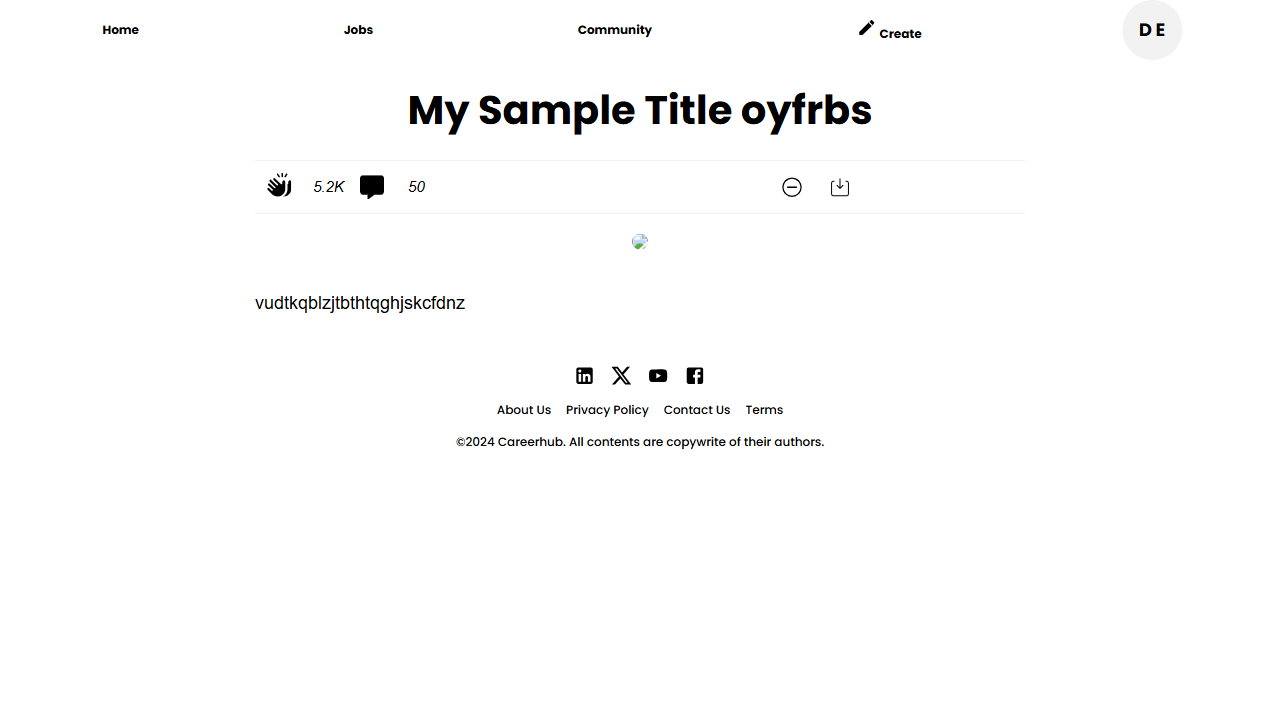 Home Jobs Community Create D E
My Sample Title oyfrbs
5.2K 50
vudtkqblzjtbthtqghjskcfdnz
About Us Privacy Policy Contact Us Terms
©2024 Careerhub. All contents are copywrite of their authors.